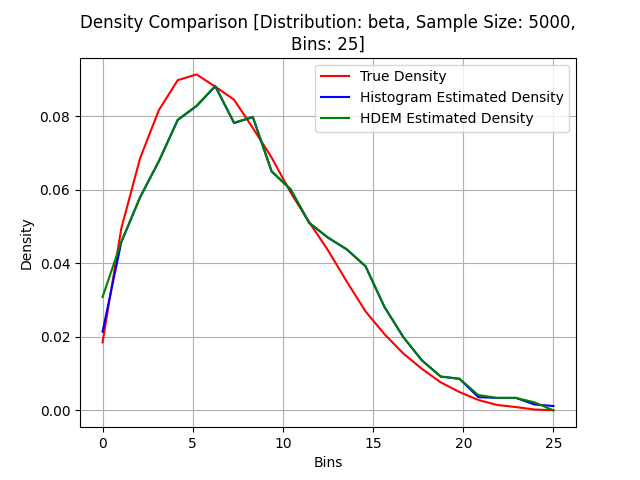 Density Comparison [Distribution: beta, Sample Size: 5000,
Bins: 25]
True Density
Histogram Estimated Density
HDEM Estimated Density
Density
0.08
0.06
0.04
0.02
0.00
0
5
10
15
20
25
Bins